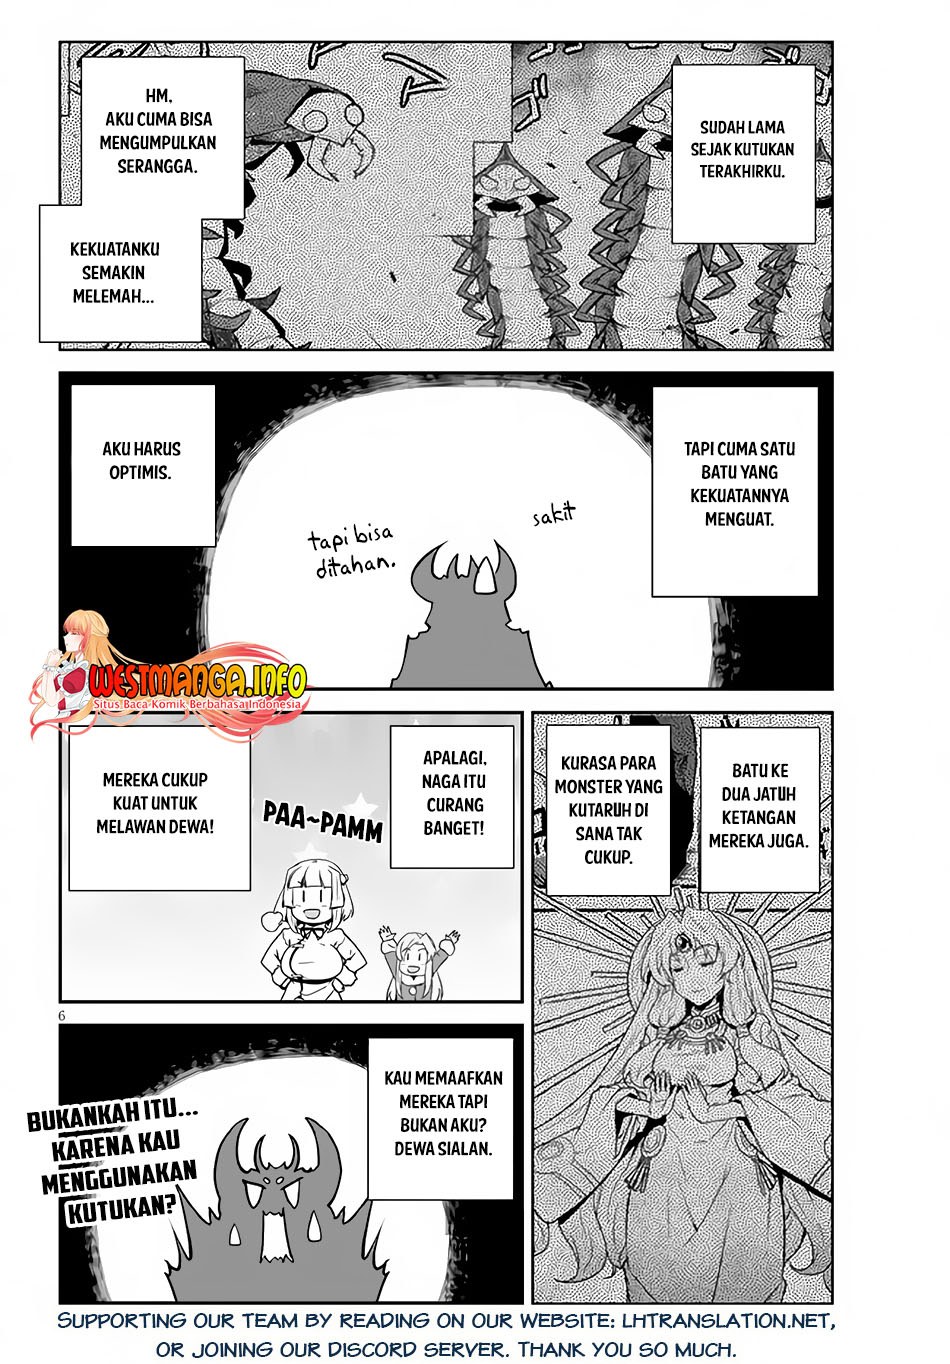 SUDAH LAMA
SEJAK KUTUKAN
TERAKHIRKU.
HM,
AKU CUMA BISA
MENGUMPULKAN
SERANGGA.
KEKUATANKU
SEMAKIN
MELEMAH...
TAPI CUMA SATU
BATU YANG
KEKUATANNYA
MENGUAT.
AKU HARUS
OPTIMIS.
sakit
tapi bisa
ditahan.
WESTMANGA.INFO
Situs Baca Komik Berbahasa Indonesia
BATU KE
DUA JATUH
KETANGAN
MEREKA JUGA.
KURASA PARA
MONSTER YANG
KUTARUH DI
SANA TAK
CUKUP.
APALAGI,
NAGA ITU
CURANG
BANGET!
PAA~PAMM
MEREKA CUKUP
KUAT UNTUK
MELAWAN DEWA!
6
KAU MEMAAFKAN
MEREKA TAPI
BUKAN AKU?
DEWA SIALAN.
BUKANKAH ITU...
KARENA KAU
MENGGUNAKAN
KUTUKAN?
SUPPORTING OUR TEAM BY READING ON OUR WEBSITE: LHTRANSLATION.NET,
OR JOINING OUR DISCORD SERVER. THANK YOU SO MUCH.